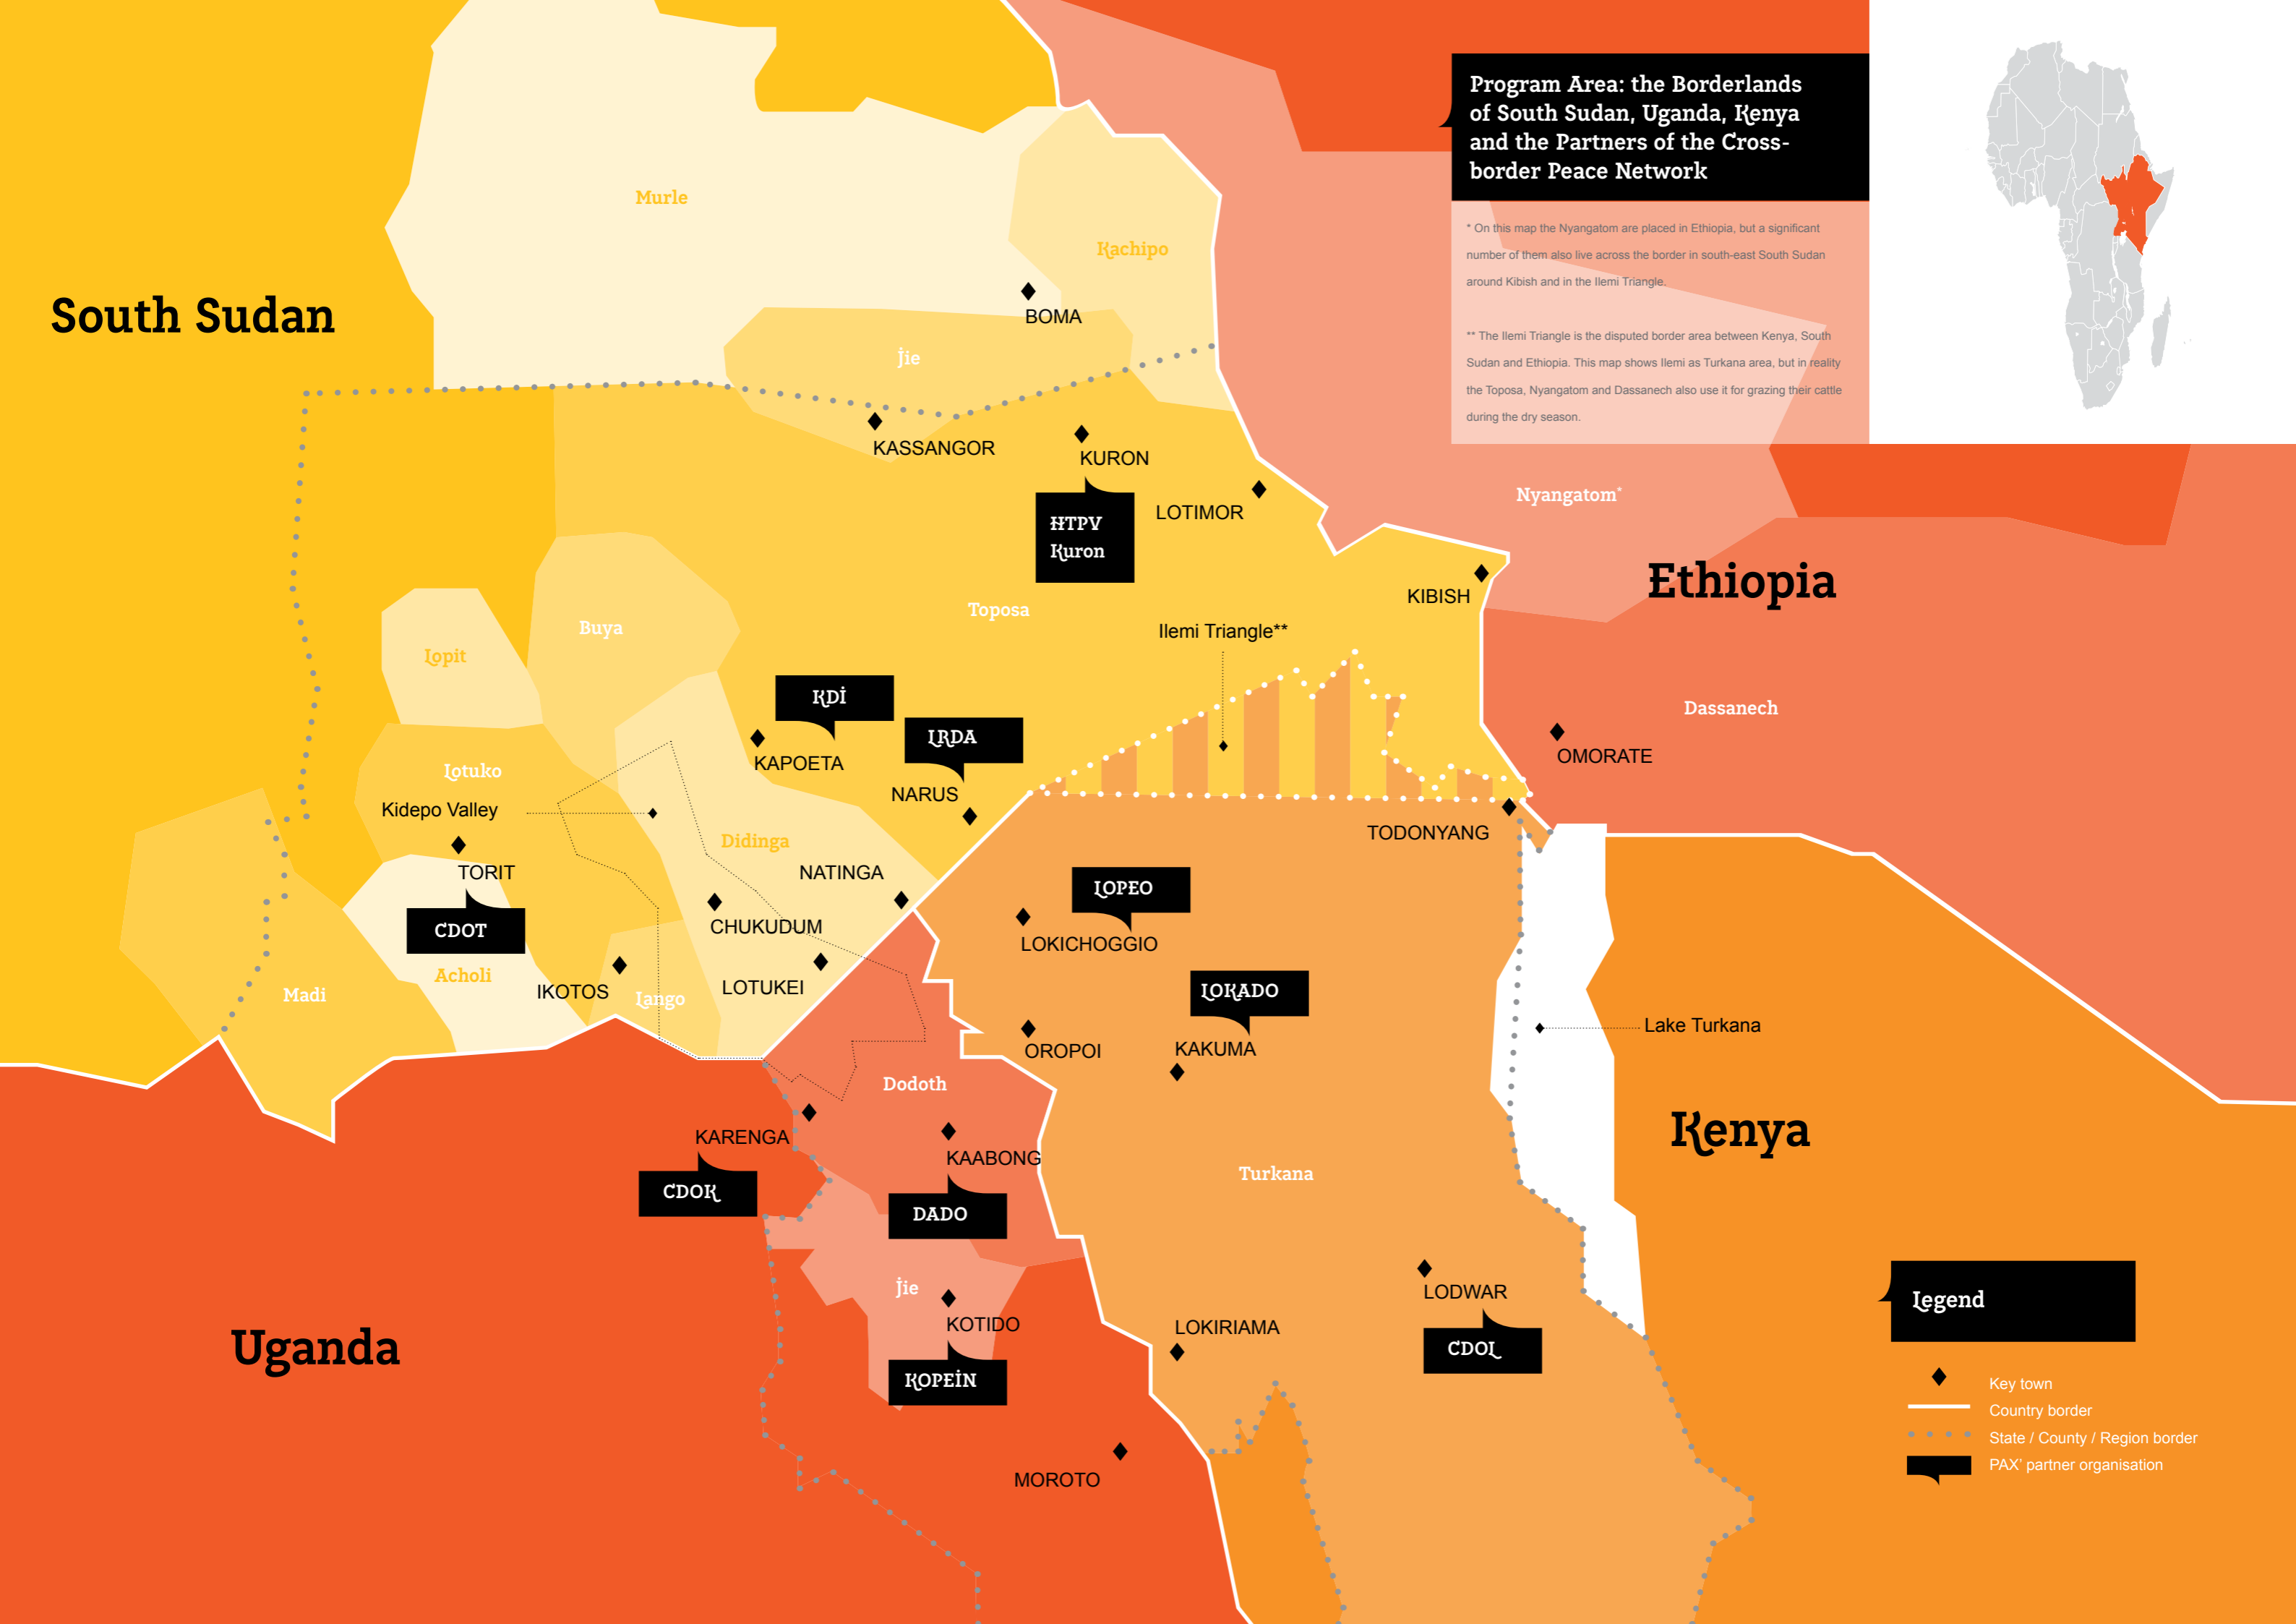 Program Area: the Borderlands
of South Sudan, Uganda, Kenya
and the Partners of the Cross-
border Peace Network
* On this map the Nyangatom are placed in Ethiopia, but a significant
number of them also live across the border in south-east South Sudan
around Kibish and in the Ilemi Triangle.
** The Ilemi Triangle is the disputed border area between Kenya, South
Sudan and Ethiopia. This map shows Ilemi as Turkana area, but in reality
the Toposa, Nyangatom and Dassanech also use it for grazing their cattle
during the dry season.
Murle
Kachipo
South Sudan
BOMA
Jie
KASSANGOR
KURON
HTPV
Kuron
LOTIMOR
Nyangatom*
Ethiopia
KIBISH
Toposa
Buya
Ilemi Triangle**
Lopit
KDI
Dassanech
LRDA
KAPOETA
OMORATE
Lotuko
NARUS
Kidepo Valley
Didinga
TODONYANG
TORIT
NATINGA
LOPEO
CDOT
CHUKUDUM
LOKICHOGGIO
Acholi
Madi
IKOTOS
Lango
LOTUKEI
LOKADO
Lake Turkana
OROPOI
KAKUMA
Dodoth
KARENGA
Kenya
KAABONG
Turkana
CDOK
DADO
Jie
LODWAR
KOTIDO
LOKIRIAMA
Uganda
CDOL
KOPEIN
MOROTO
Legend
Key town
Country border
State / County / Region border
PAX' partner organisation